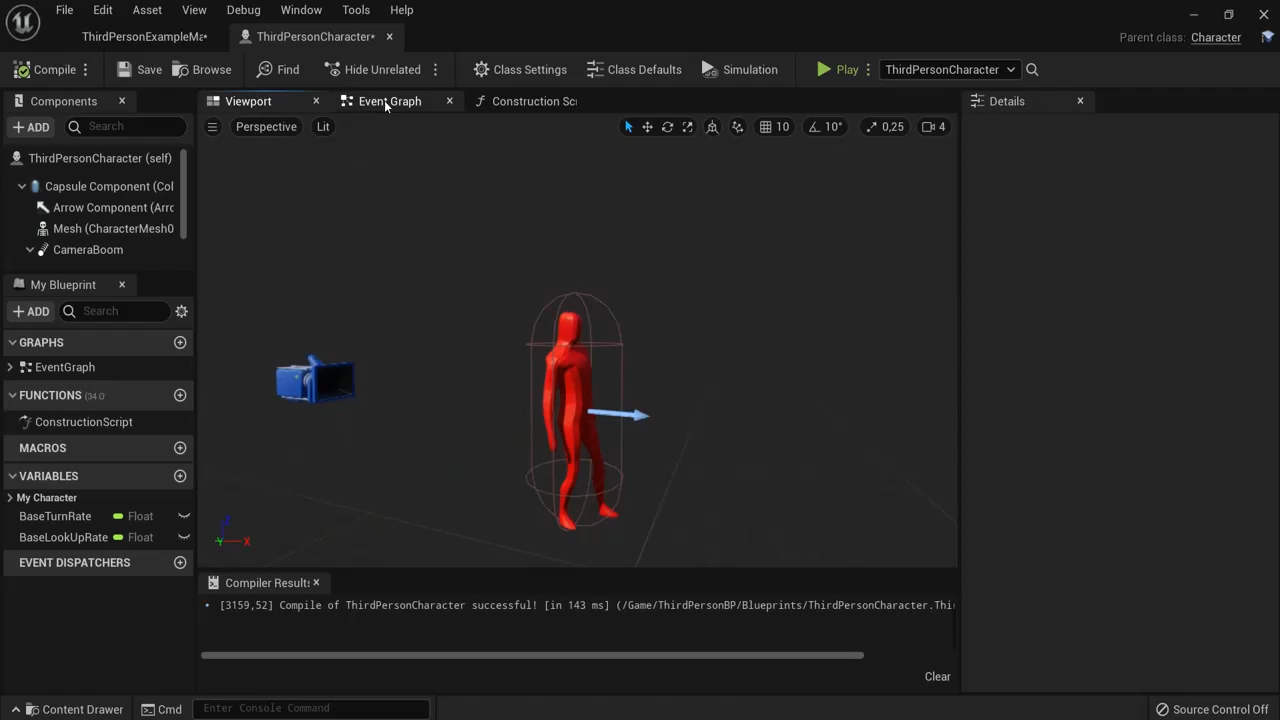 File Edit Asset View Debug Window Tools Help
ThirdPersonExampleMa*
ThirdPersonCharacter*
Parent class: Character
Compile
Save
Browse
Find
Hide Unrelated
Class Settings
Class Defaults
Simulation
Play
ThirdPersonCharacter
Components
Viewport
Event Graph
Construction Sc
Details
+ ADD
Search
Perspective
Lit
10
10°
0,25
4
ThirdPersonCharacter (self)
Capsule Component (Col
Arrow Component (Arro
Mesh (CharacterMesh0
CameraBoom
My Blueprint
+ ADD
Search
GRAPHS
EventGraph
FUNCTIONS (34 O
ConstructionScript
MACROS
VARIABLES
My Character
BaseTurnRate Float
BaseLookUpRate Float
EVENT DISPATCHERS
Z
Y X
Compiler Results
• [3159,52] Compile of ThirdPersonCharacter successful! [in 143 ms] (/Game/ThirdPersonBP/Blueprints/ThirdPersonCharacter.Thi
Clear
Content Drawer
Cmd
Enter Console Command
Source Control Off